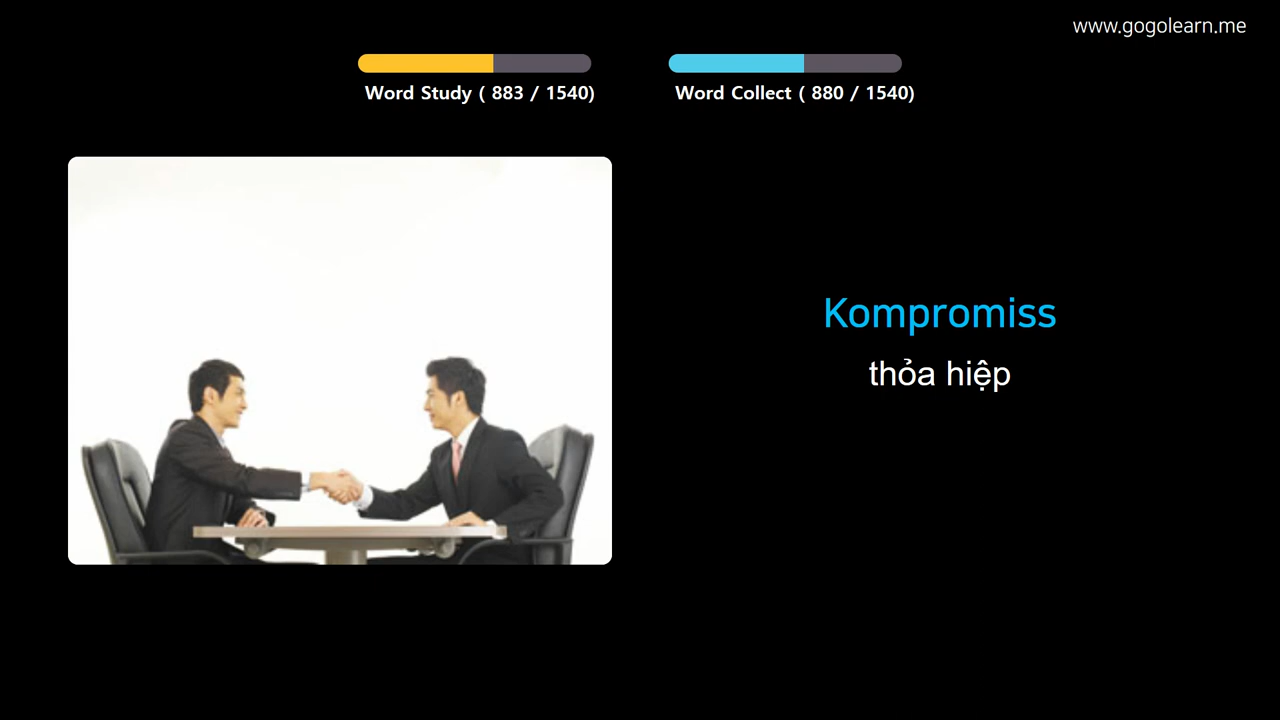 www.gogolearn.me
Word Study ( 883 / 1540)
Word Collect ( 880 / 1540)
Kompromiss
thỏa hiệp